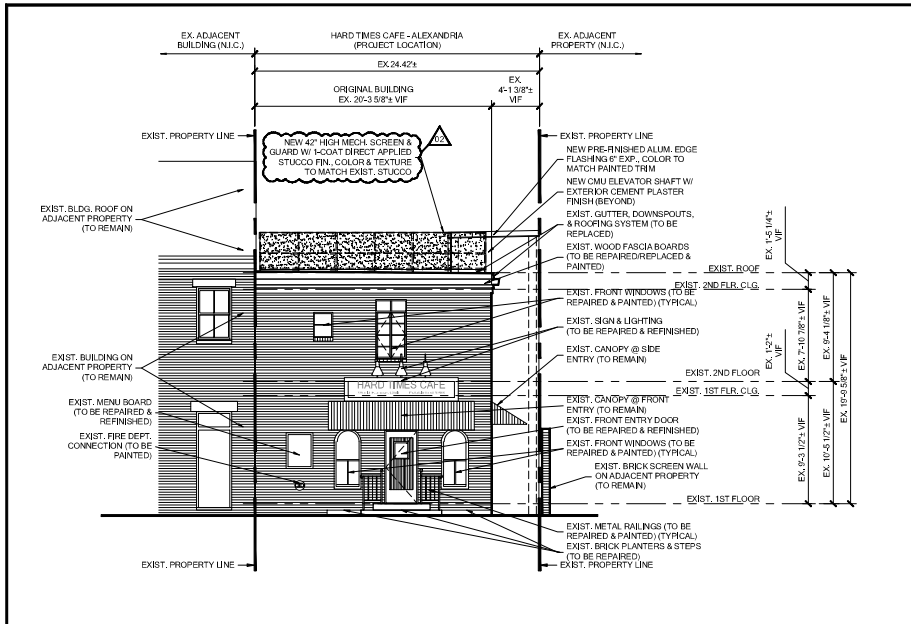 EX. ADJACENT
BUILDING (N.I.C.)
HARD TIMES CAFE - ALEXANDRIA
(PROJECT LOCATION)
EX. ADJACENT
PROPERTY (N.I.C.)
EX.24.42'±
ORIGINAL BUILDING
EX. 20'-3 5/8"± VIF
EX.
4'-1 3/8"±
VIF
EXIST. PROPERTY LINE
EXIST. PROPERTY LINE
NEW 42" HIGH MECH. SCREEN &
GUARD W/ 1-COAT DIRECT APPLIED
STUCCO FIN., COLOR & TEXTURE
TO MATCH EXIST. STUCCO
02
NEW PRE-FINISHED ALUM. EDGE
FLASHING 6" EXP., COLOR TO
MATCH PAINTED TRIM
NEW CMU ELEVATOR SHAFT W/
EXTERIOR CEMENT PLASTER
FINISH (BEYOND)
EXIST. GUTTER, DOWNSPOUTS,
& ROOFING SYSTEM (TO BE
REPLACED)
EXIST. WOOD FASCIA BOARDS
(TO BE REPAIRED/REPLACED &
PAINTED)
EXIST. BLDG. ROOF ON
ADJACENT PROPERTY
(TO REMAIN)
EXIST. ROOF
EXIST. 2ND FLR. CLG.
EXIST. FRONT WINDOWS (TO BE
REPAIRED & PAINTED) (TYPICAL)
EXIST. SIGN & LIGHTING
(TO BE REPAIRED & REFINISHED)
EXIST. CANOPY @ SIDE
ENTRY (TO REMAIN)
EXIST. BUILDING ON
ADJACENT PROPERTY
(TO REMAIN)
EXIST. 2ND FLOOR
HARD TIMES CAFE
EXIST. 1ST FLR. CLG.
EXIST. MENU BOARD
(TO BE REPAIRED &
REFINISHED)
EXIST. CANOPY @ FRONT
ENTRY (TO REMAIN)
EXIST. FRONT ENTRY DOOR
(TO BE REPAIRED & REFINISHED)
EXIST. FIRE DEPT.
CONNECTION (TO BE
PAINTED)
EXIST. FRONT WINDOWS (TO BE
REPAIRED & PAINTED) (TYPICAL)
EXIST. BRICK SCREEN WALL
ON ADJACENT PROPERTY
(TO REMAIN)
EXIST. 1ST FLOOR
EXIST. METAL RAILINGS (TO BE
REPAIRED & PAINTED) (TYPICAL)
EXIST. BRICK PLANTERS & STEPS
(TO BE REPAIRED)
EXIST. PROPERTY LINE
EXIST. PROPERTY LINE
EX. 1'-5 1/4"±
VIF
EX. 7'-10 7/8"± VIF
EX. 1'-2"±
VIF
EX. 9'-3 1/2"± VIF
EX. 9'-4 1/8"± VIF
EX. 10'-5 1/2"± VIF
EX. 19'-9 5/8"± VIF